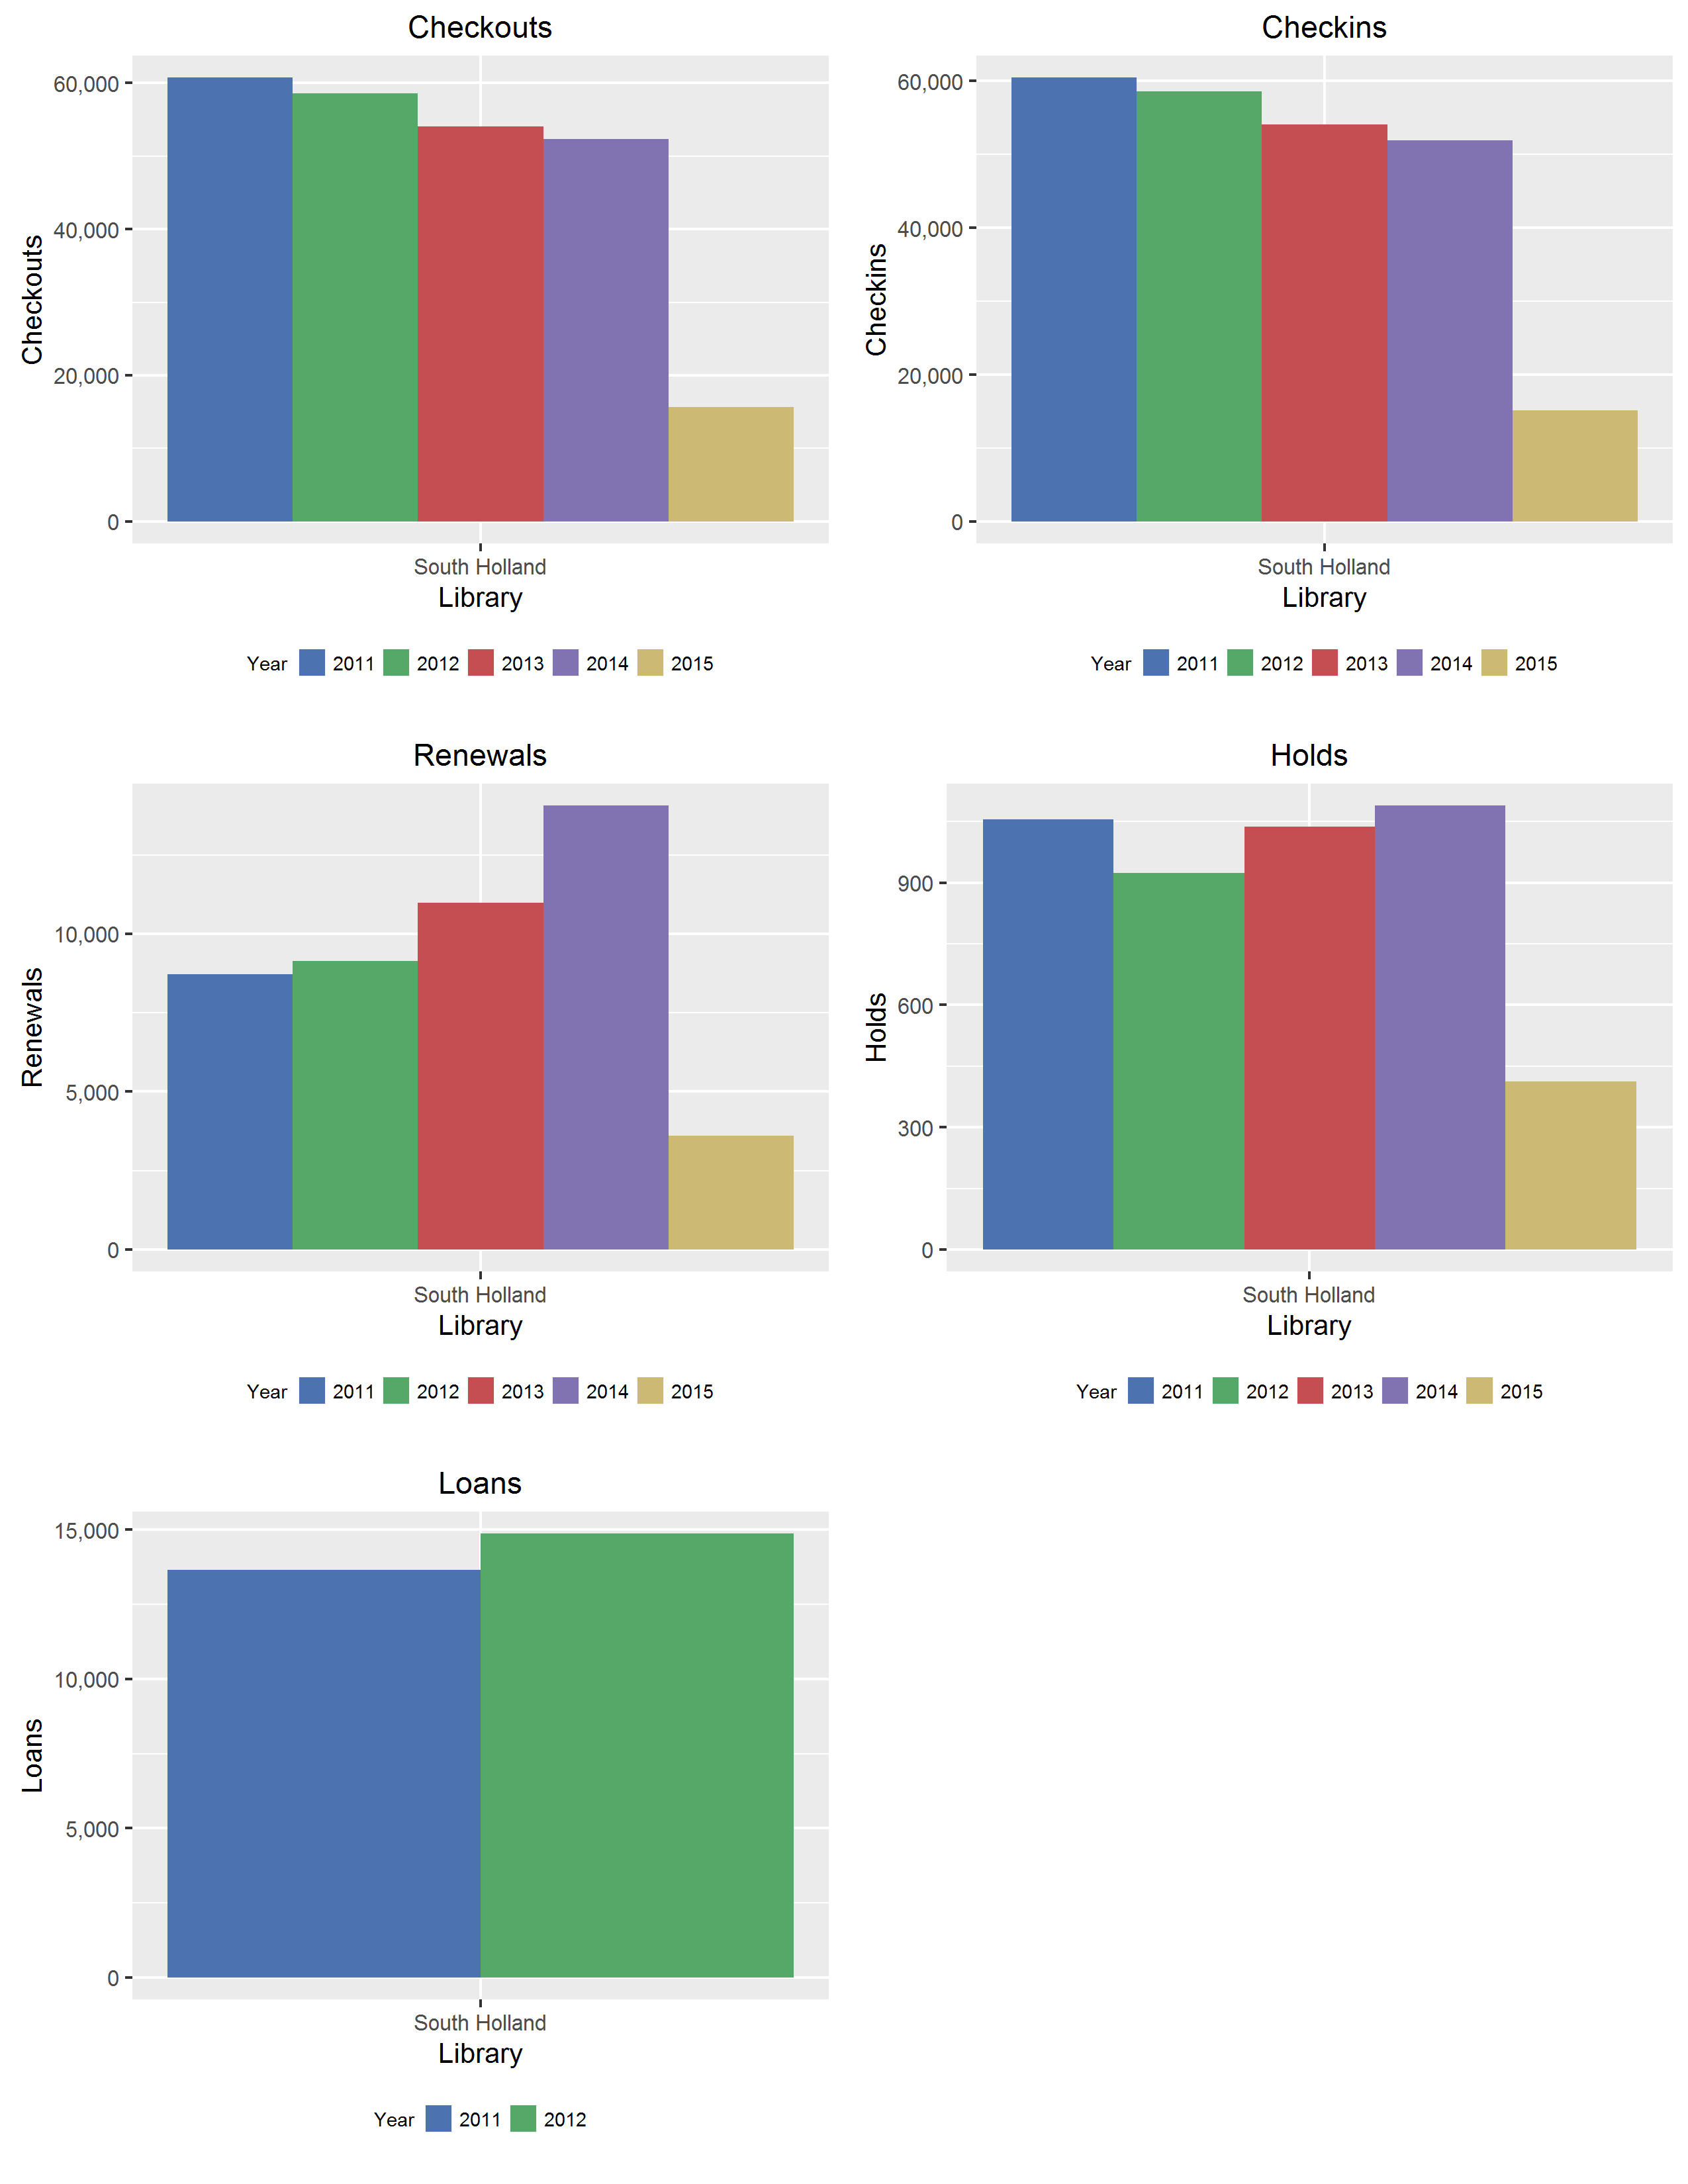 Checkouts
60,000
40,000
20,000
0
Checkouts
South Holland
Library
Year 2011 2012 2013 2014 2015
Checkins
60,000
40,000
20,000
0
Checkins
South Holland
Library
Year 2011 2012 2013 2014 2015
Renewals
10,000
5,000
0
Renewals
South Holland
Library
Year 2011 2012 2013 2014 2015
Holds
900
600
300
0
Holds
South Holland
Library
Year 2011 2012 2013 2014 2015
Loans
15,000
10,000
5,000
0
Loans
South Holland
Library
Year 2011 2012